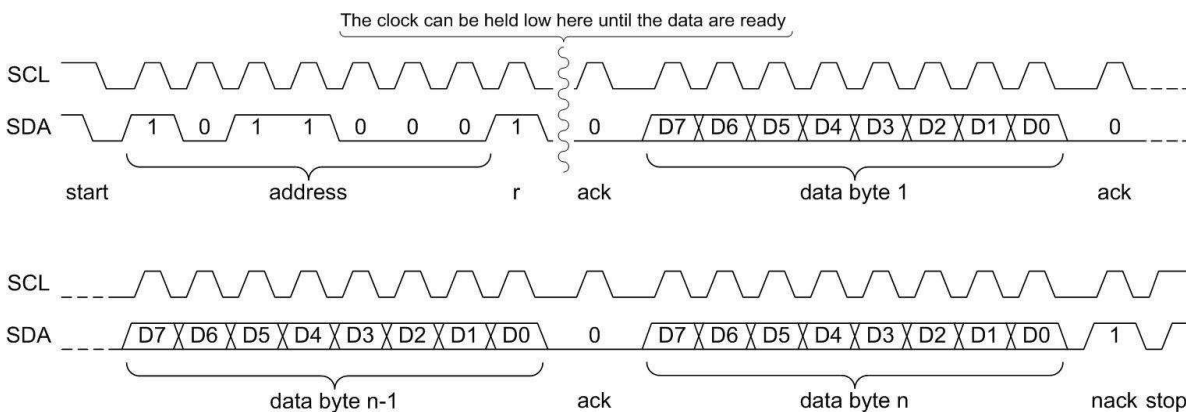 The clock can be held low here until the data are ready
SCL
SDA 1 0 1 1 0 0 0 1 0 D7 D6 D5 D4 D3 D2 D1 D0 0
start address r ack data byte 1 ack
SCL
SDA D7 D6 D5 D4 D3 D2 D1 D0 0 D7 D6 D5 D4 D3 D2 D1 D0 1
data byte n-1 ack data byte n nack stop